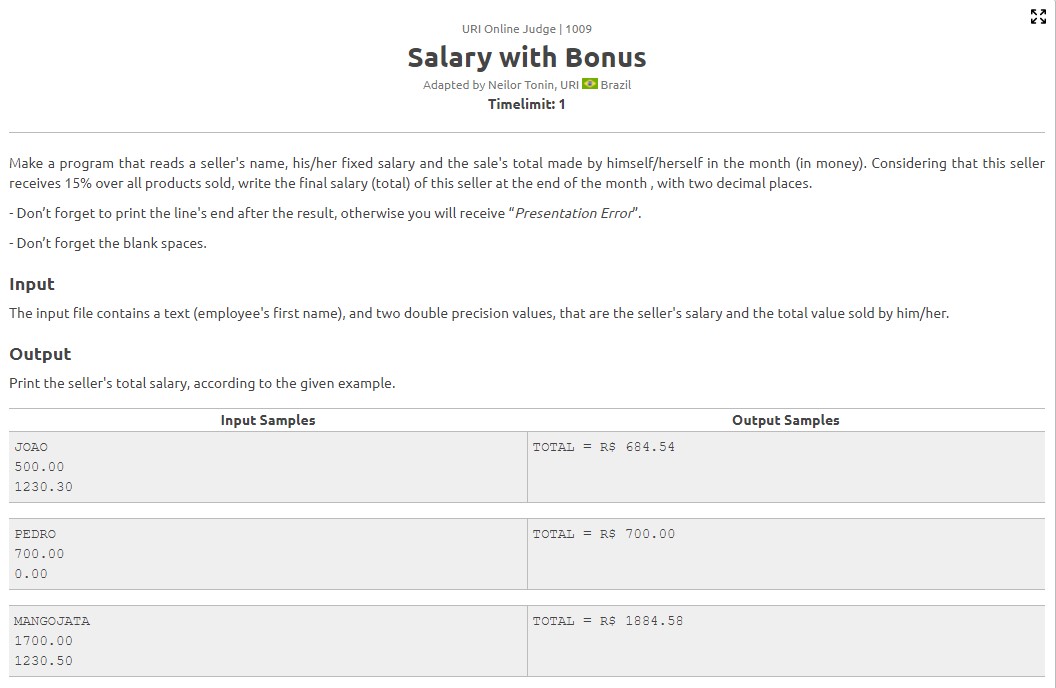 URI Online Judge | 1009
Salary with Bonus
Adapted by Neilor Tonin, URI Brazil
Timelimit: 1
Make a program that reads a seller's name, his/her fixed salary and the sale's total made by himself/herself in the month (in money). Considering that this seller
receives 15% over all products sold, write the final salary (total) of this seller at the end of the month , with two decimal places.
- Don’t forget to print the line's end after the result, otherwise you will receive “Presentation Error”.
- Don’t forget the blank spaces.
Input
The input file contains a text (employee's first name), and two double precision values, that are the seller's salary and the total value sold by him/her.
Output
Print the seller's total salary, according to the given example.
Input Samples Output Samples
JOAO TOTAL = R$ 684.54
500.00
1230.30
PEDRO TOTAL = R$ 700.00
700.00
0.00
MANGOJATA TOTAL = R$ 1884.58
1700.00
1230.50